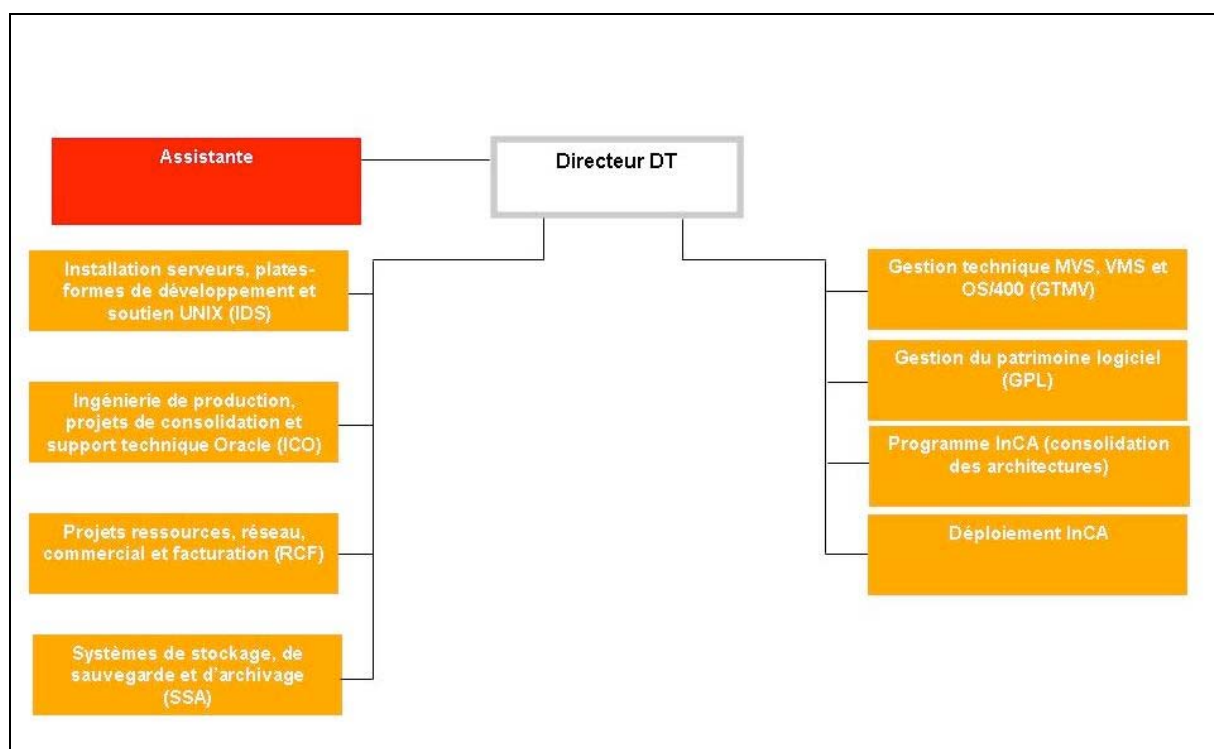 Assistante
Directeur DT
Installation serveurs, plates-
formes de développement et
soutien UNIX (IDS)
Ingénierie de production,
projets de consolidation et
support technique Oracle (ICO)
Projets ressources, réseau,
commercial et facturation (RCF)
Systèmes de stockage, de
sauvegarde et d'archivage
(SSA)
Gestion technique MVS, VMS et
OS/400 (GTMV)
Gestion du patrimoine logiciel
(GPL)
Programme InCA (consolidation
des architectures)
Déploiement InCA